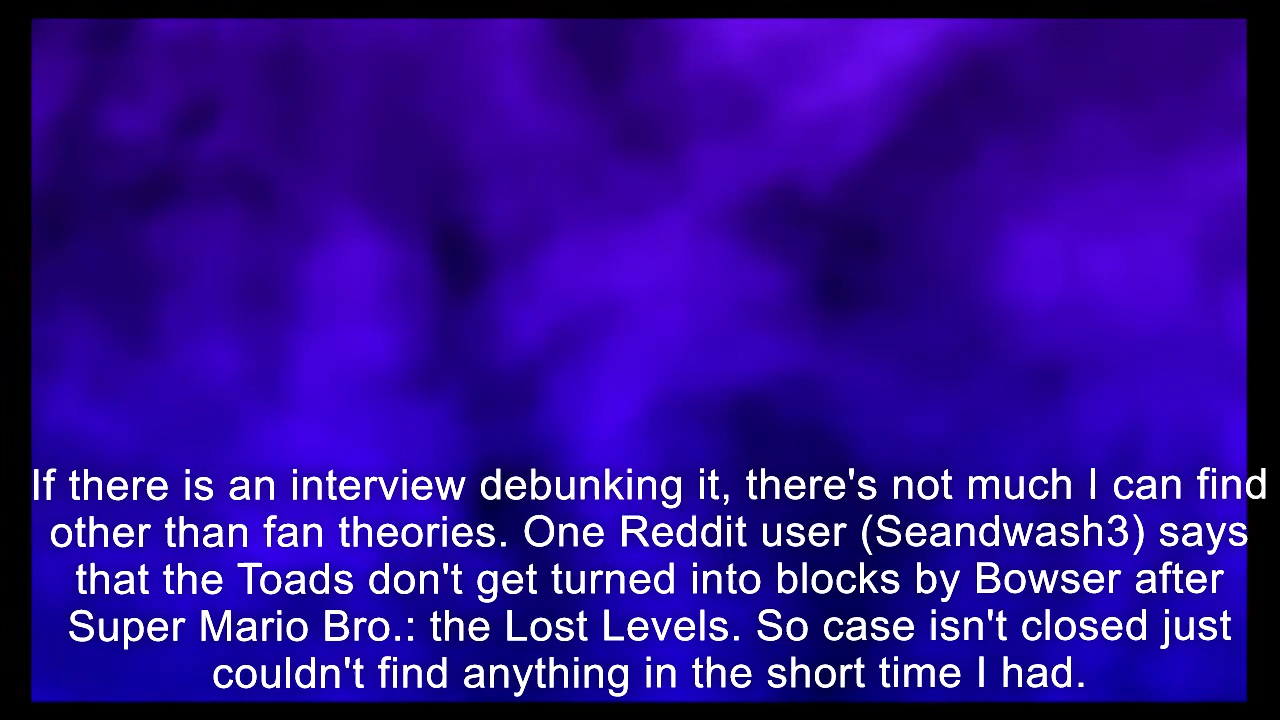 If there is an interview debunking it, there's not much I can find
other than fan theories. One Reddit user (Seandwash3) says
that the Toads don't get turned into blocks by Bowser after
Super Mario Bro.: the Lost Levels. So case isn't closed just
couldn't find anything in the short time I had.